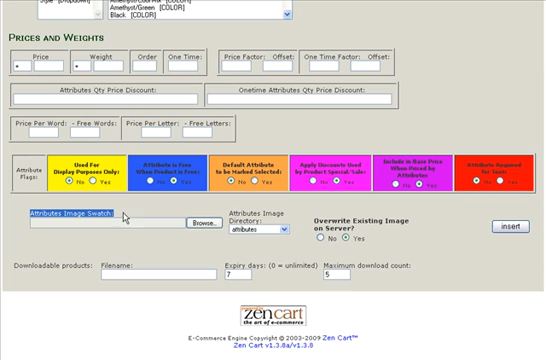 Style [Dropdown]
Amethyst/Green [COLOR]
Black [COLOR]
PRICES AND WEIGHTS
Price Weight Order One Time: Price Factor: Offset: One Time Factor: Offset:
+ +
Attributes Qty Price Discount: Onetime Attributes Qty Price Discount:
Price Per Word: - Free Words: Price Per Letter: - Free Letters:
Attribute Flags:
Used For
Display Purposes Only:
No Yes
Attribute is Free
When Product is Free:
No Yes
Default Attribute
to be Marked Selected:
No Yes
Apply Discounts Used
by Product Special/Sale:
No Yes
Include in Base Price
When Priced by
Attributes
No Yes
Attribute Required
for Text:
No Yes
Attributes Image Swatch:
Browse...
Attributes Image
Directory:
attributes
Overwrite Existing Image
on Server?
No Yes
insert
Downloadable products: Filename: Expiry days: (0 = unlimited) Maximum download count:
7 5
zen cart
the art of e-commerce
E-Commerce Engine Copyright © 2003-2009 Zen Cart™
Zen Cart v1.3.8a/v1.3.8